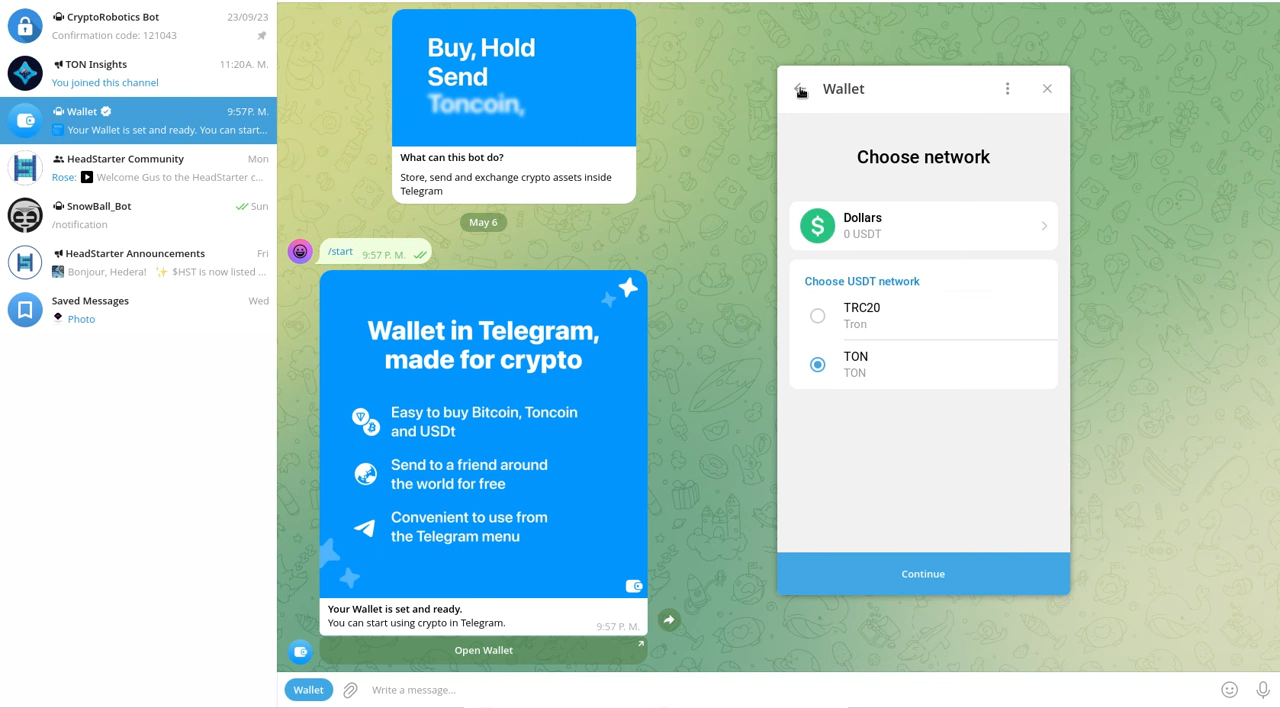 CryptoRobotics Bot 23/09/23
Confirmation code: 121043
TON Insights 11:20 A. M.
You joined this channel
Wallet 9:57 P. M.
Your Wallet is set and ready. You can start...
HeadStarter Community Mon
Rose: Welcome Gus to the HeadStarter c...
SnowBall_Bot Sun
/notification
HeadStarter Announcements Fri
Bonjour, Hedera! ✨ $HST is now listed ...
Saved Messages Wed
Photo
Buy, Hold
Send
Toncoin,
What can this bot do?
Store, send and exchange crypto assets inside
Telegram
May 6
/start 9:57 P. M.
Wallet in Telegram,
made for crypto
Easy to buy Bitcoin, Toncoin
and USDt
Send to a friend around
the world for free
Convenient to use from
the Telegram menu
Your Wallet is set and ready.
You can start using crypto in Telegram.
9:57 P. M.
Open Wallet
Wallet Write a message...
Wallet
Choose network
$ Dollars
0 USDT
Choose USDT network
TRC20
Tron
TON
TON
Continue